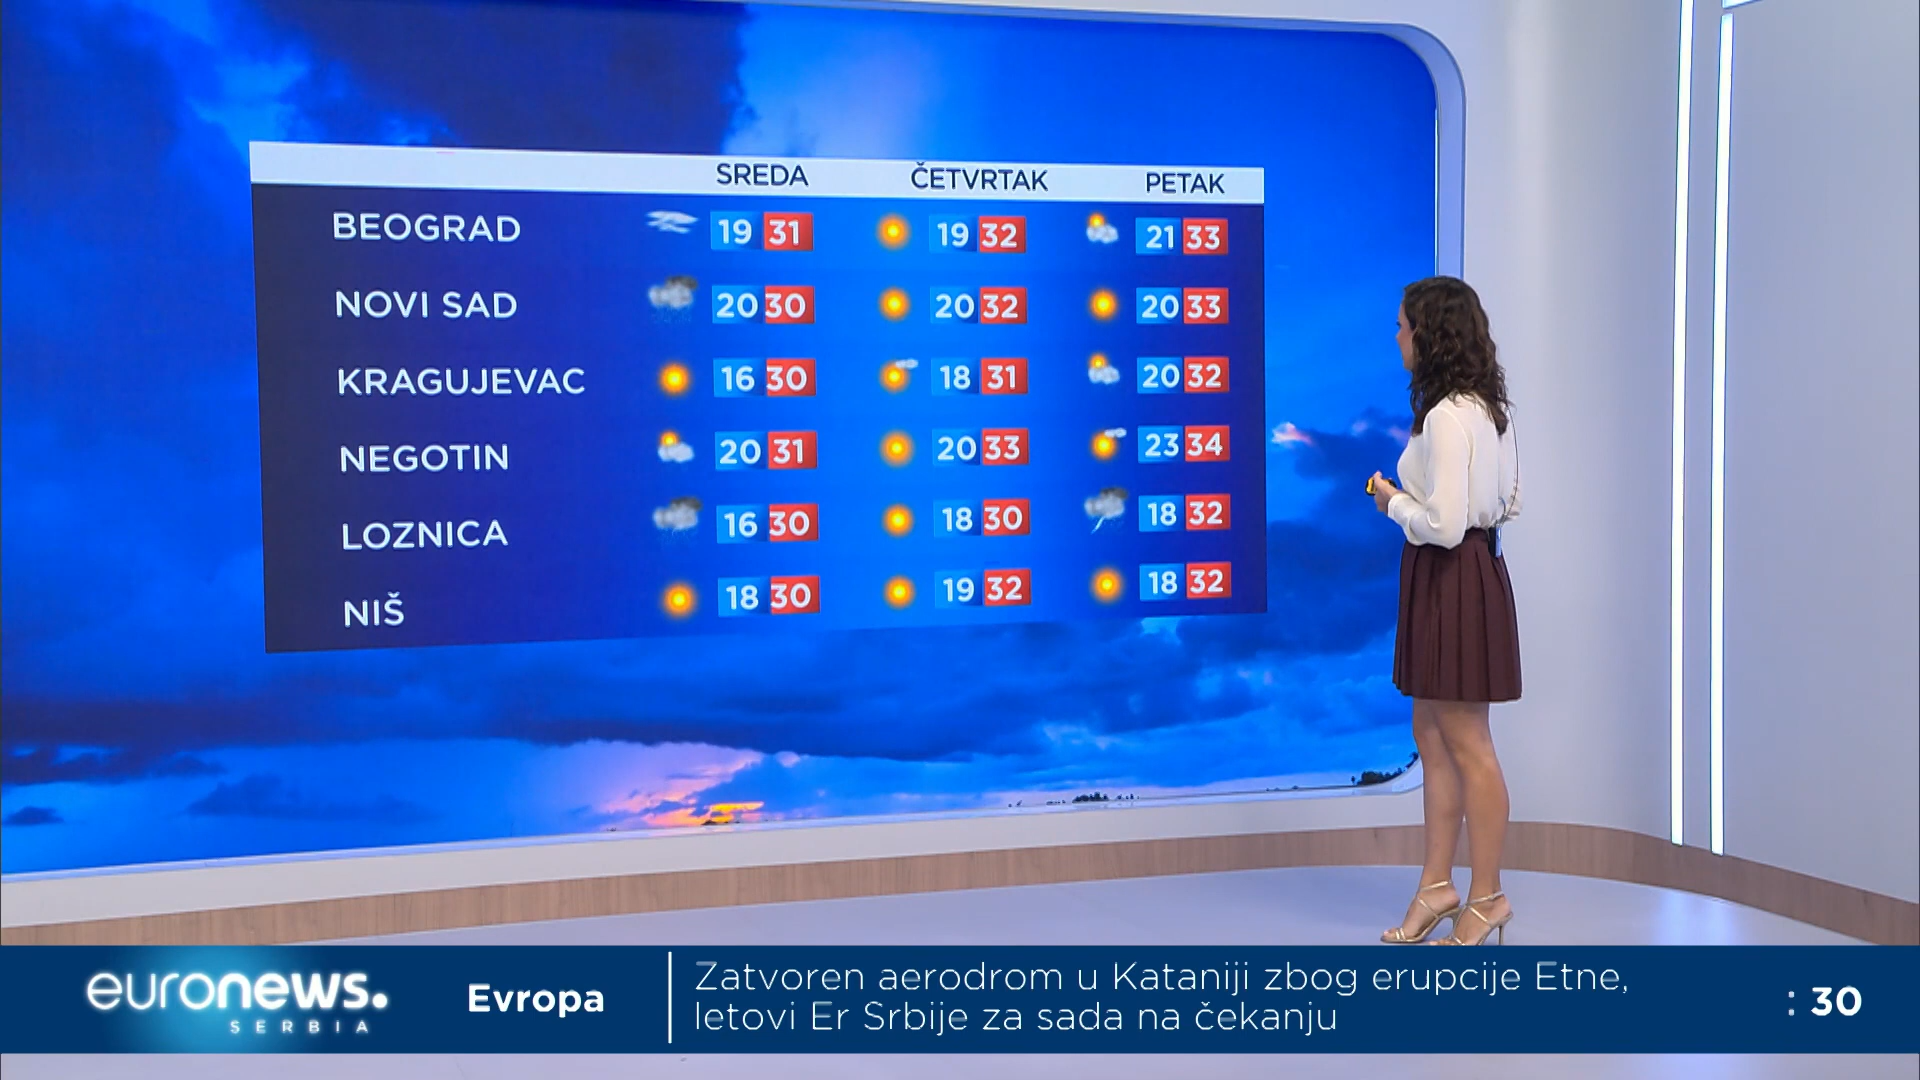 SREDA ČETVRTAK PETAK
BEOGRAD 19 31 19 32 21 33
NOVI SAD 20 30 20 32 20 33
KRAGUJEVAC 16 30 18 31 20 32
NEGOTIN 20 31 20 33 23 34
LOZNICA 16 30 18 30 18 32
NIŠ 18 30 19 32 18 32
euronews.
SERBIA
Evropa
Zatvoren aerodrom u Kataniji zbog erupcije Etne,
letovi Er Srbije za sada na čekanju
: 30